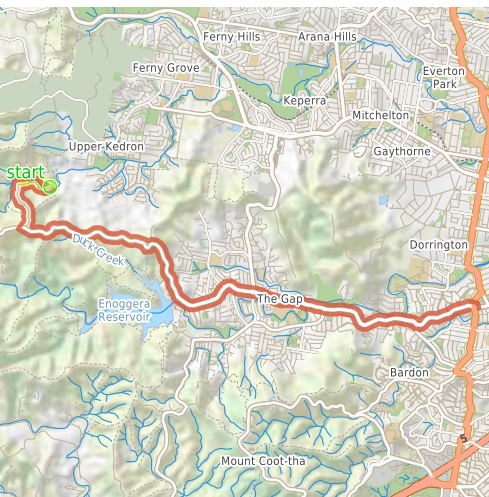 Ferny Hills
Arana Hills
Ferny Grove
Everton
Park
Keperra
Mitchelton
Upper Kedron
Gaythorne
start
Duck Creek
Dorrington
Enoggera
Reservoir
The Gap
Bardon
5
Mount Coot-tha